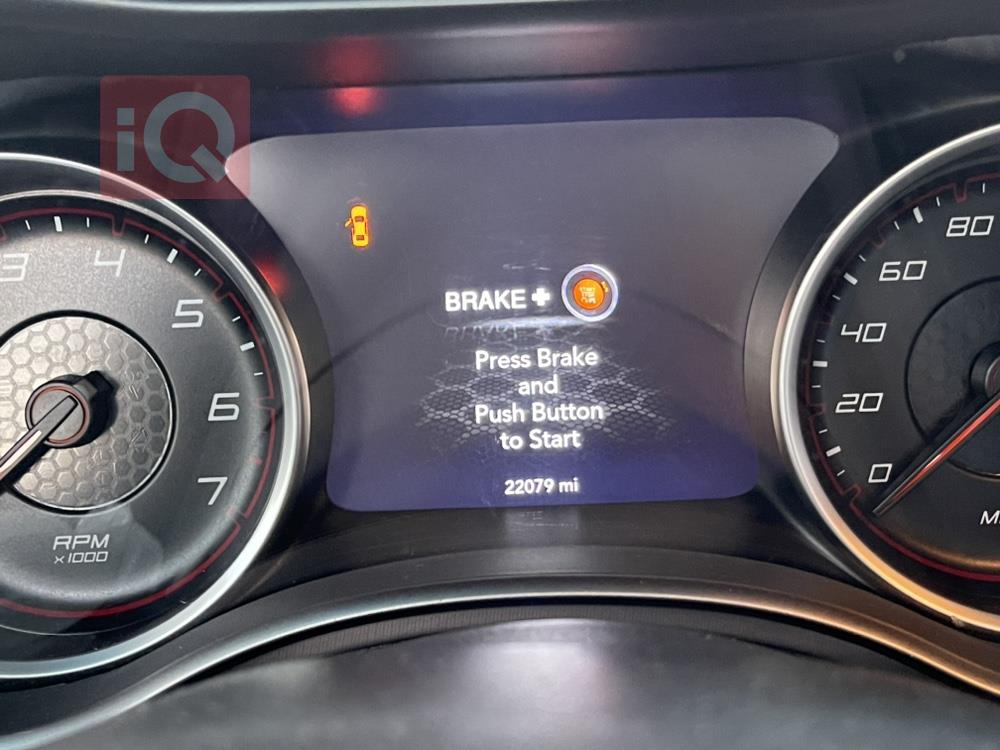 iQ
3
4
5
6
7
RPM
x1000
BRAKE +
START
Press Brake
and
Push Button
to Start
22079 mi
80
60
40
20
0